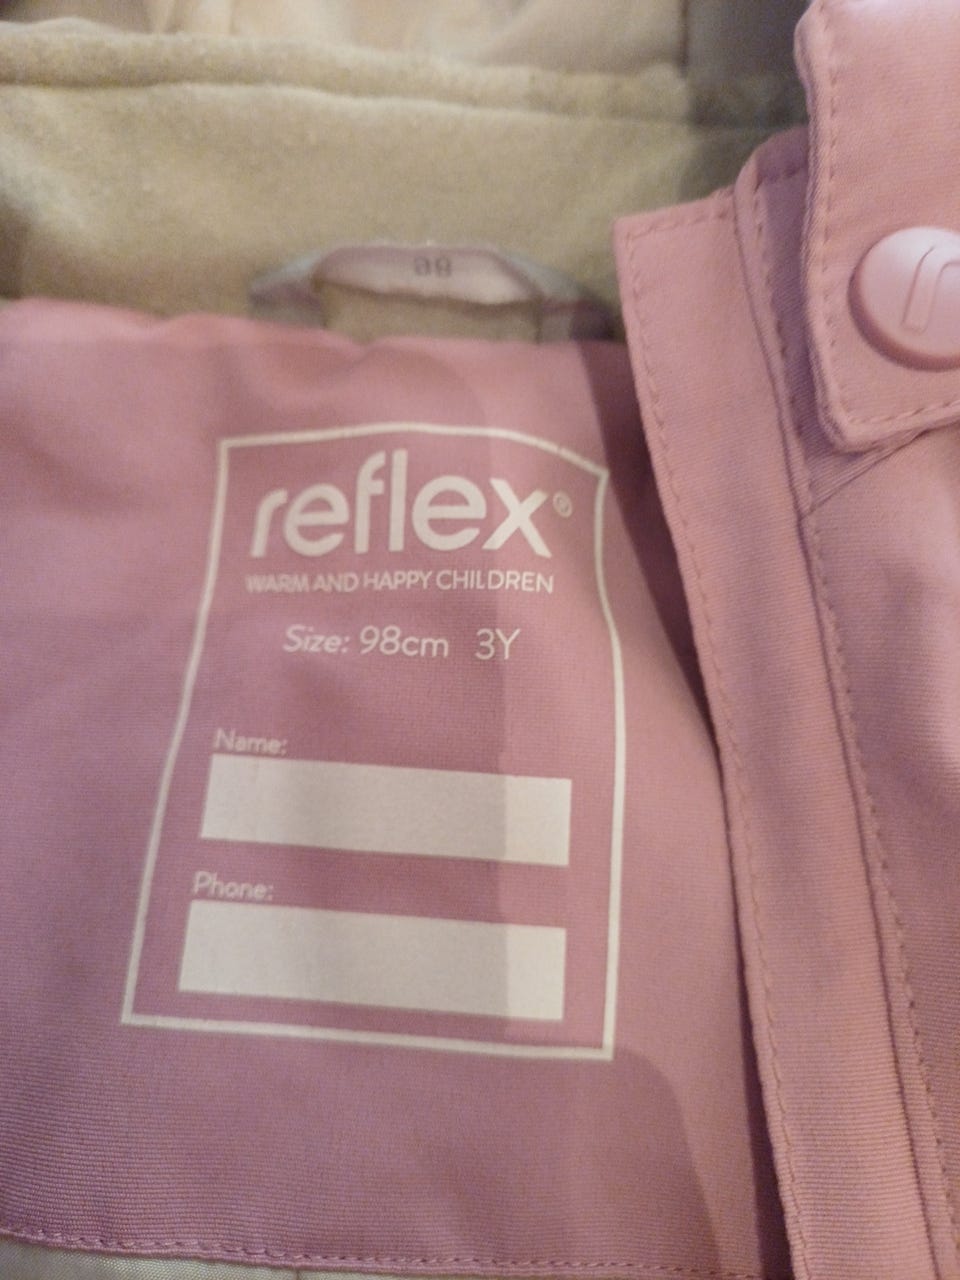 98
reflex®
WARM AND HAPPY CHILDREN
Size: 98cm 3Y
Name:
Phone: